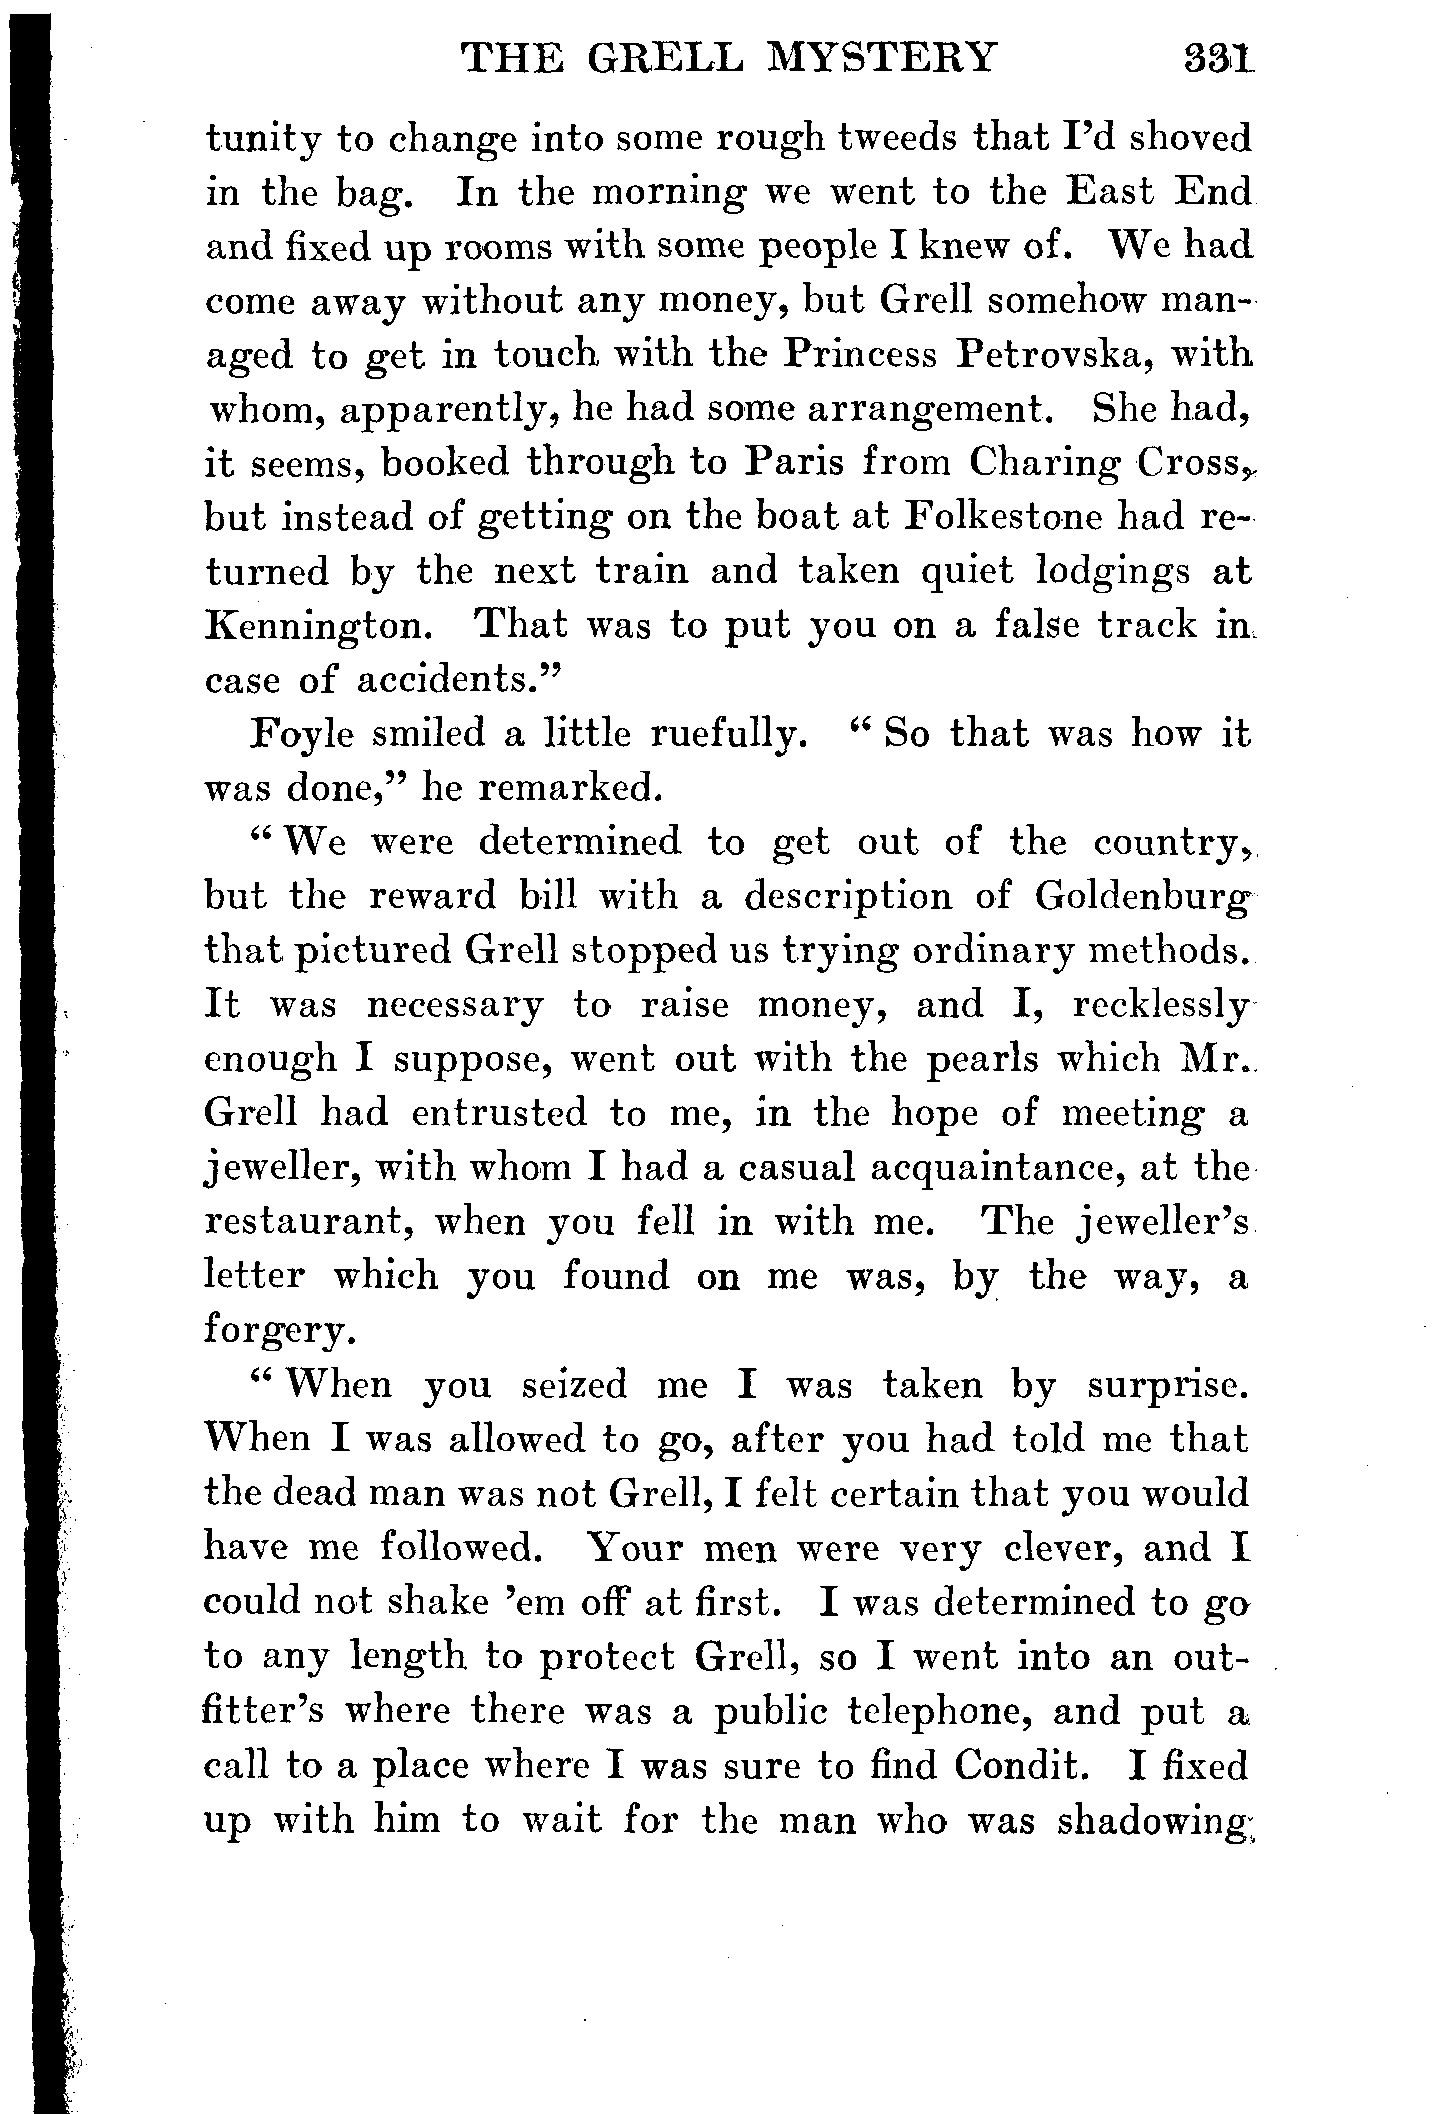 THE GRELL MYSTERY 331
tunity to change into some rough tweeds that I'd shoved
in the bag. In the morning we went to the East End
and fixed up rooms with some people I knew of. We had
come away without any money, but Grell somehow man-
aged to get in touch with the Princess Petrovska, with
whom, apparently, he had some arrangement. She had,
it seems, booked through to Paris from Charing Cross,
but instead of getting on the boat at Folkestone had re-
turned by the next train and taken quiet lodgings at
Kennington. That was to put you on a false track in
case of accidents."
Foyle smiled a little ruefully. "So that was how it
was done," he remarked.
"We were determined to get out of the country,
but the reward bill with a description of Goldenburg
that pictured Grell stopped us trying ordinary methods.
It was necessary to raise money, and I, recklessly
enough I suppose, went out with the pearls which Mr.
Grell had entrusted to me, in the hope of meeting a
jeweller, with whom I had a casual acquaintance, at the
restaurant, when you fell in with me. The jeweller's
letter which you found on me was, by the way, a
forgery.
"When you seized me I was taken by surprise.
When I was allowed to go, after you had told me that
the dead man was not Grell, I felt certain that you would
have me followed. Your men were very clever, and I
could not shake 'em off at first. I was determined to go
to any length to protect Grell, so I went into an out-
fitter's where there was a public telephone, and put a
call to a place where I was sure to find Condit. I fixed
up with him to wait for the man who was shadowing